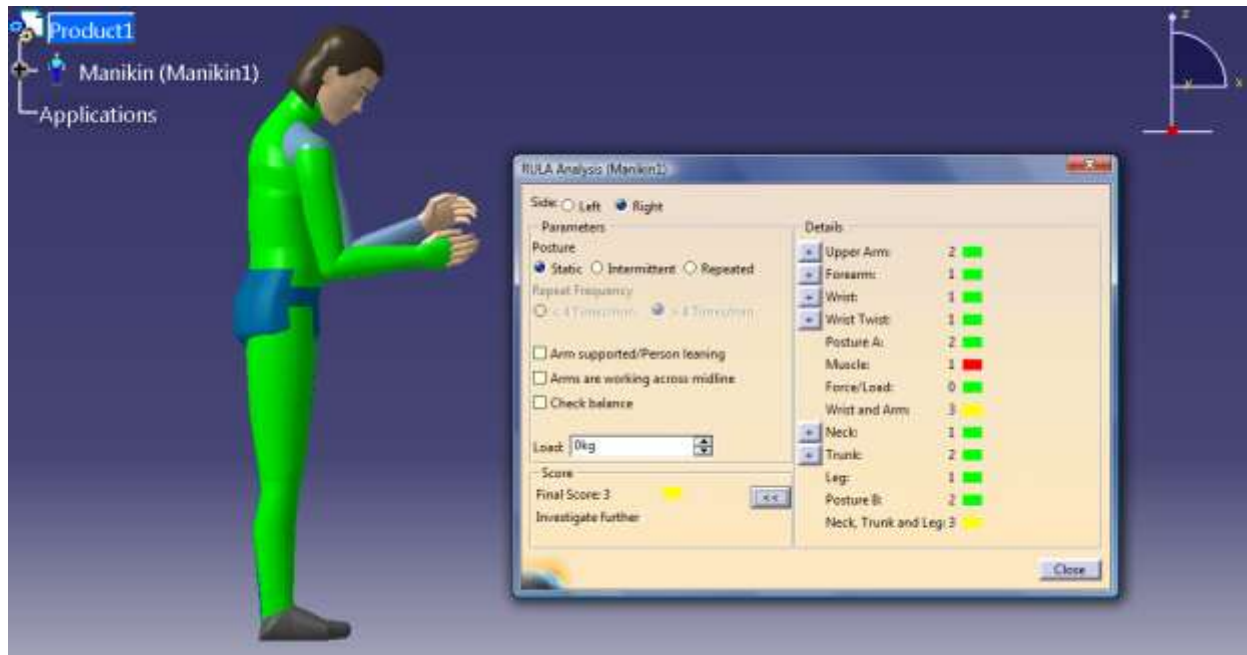 Product1
Manikin (Manikin1)
Applications
z
y
x
RULA Analysis (Manikin1)
Side: Left Right
Parameters
Posture
Static Intermittent Repeated
Repeat Frequency
Arm supported/Person leaning
Arms are working across midline
Check balance
Load: 0kg
Score
Final Score: 3
<<
Investigate further
Details
+ Upper Arm: 2
+ Forearm: 1
+ Wrist: 1
+ Wrist Twist: 1
Posture A: 2
Muscle: 1
Force/Load: 0
Wrist and Arm: 3
+ Neck: 1
+ Trunk: 2
Leg: 1
Posture B: 2
Neck, Trunk and Leg: 3
Close